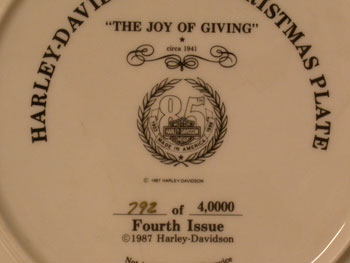 HARLEY-DAVI CHRISTMAS PLATE
"THE JOY OF GIVING"
circa 1941
85
HARLEY-DAVIDSON
MADE IN AMERICA
© 1987 HARLEY-DAVIDSON
792 of 4,0000
Fourth Issue
©1987 Harley-Davidson